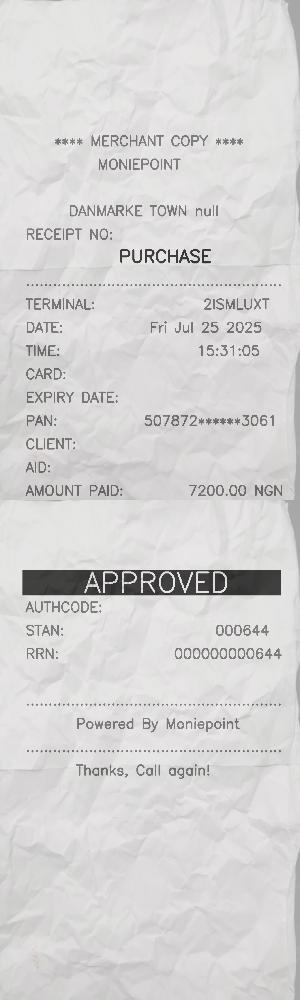 **** MERCHANT COPY ****
MONIEPOINT
DANMARKE TOWN null
RECEIPT NO:
PURCHASE
TERMINAL: 2ISMLUXT
DATE: Fri Jul 25 2025
TIME: 15:31:05
CARD:
EXPIRY DATE:
PAN: 507872******3061
CLIENT:
AID:
AMOUNT PAID: 7200.00 NGN
APPROVED
AUTHCODE:
STAN: 000644
RRN: 000000000644
Powered By Moniepoint
Thanks, Call again!